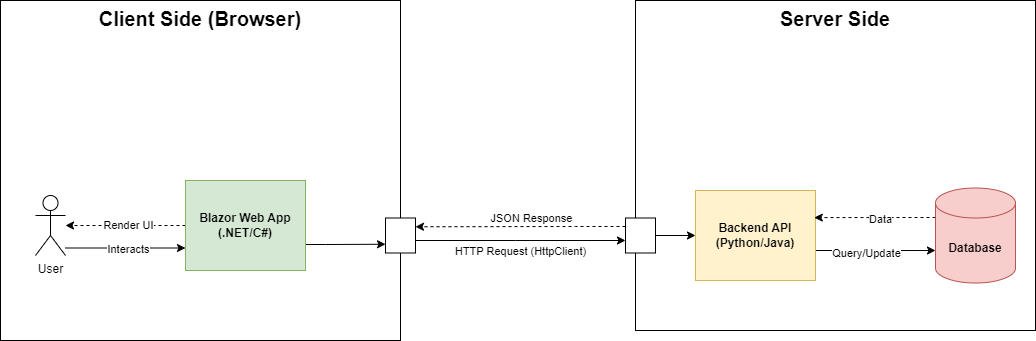 Client Side (Browser)
Server Side
Render UI
Interacts
User
Blazor Web App
(.NET/C#)
JSON Response
HTTP Request (HttpClient)
Backend API
(Python/Java)
Data
Query/Update
Database